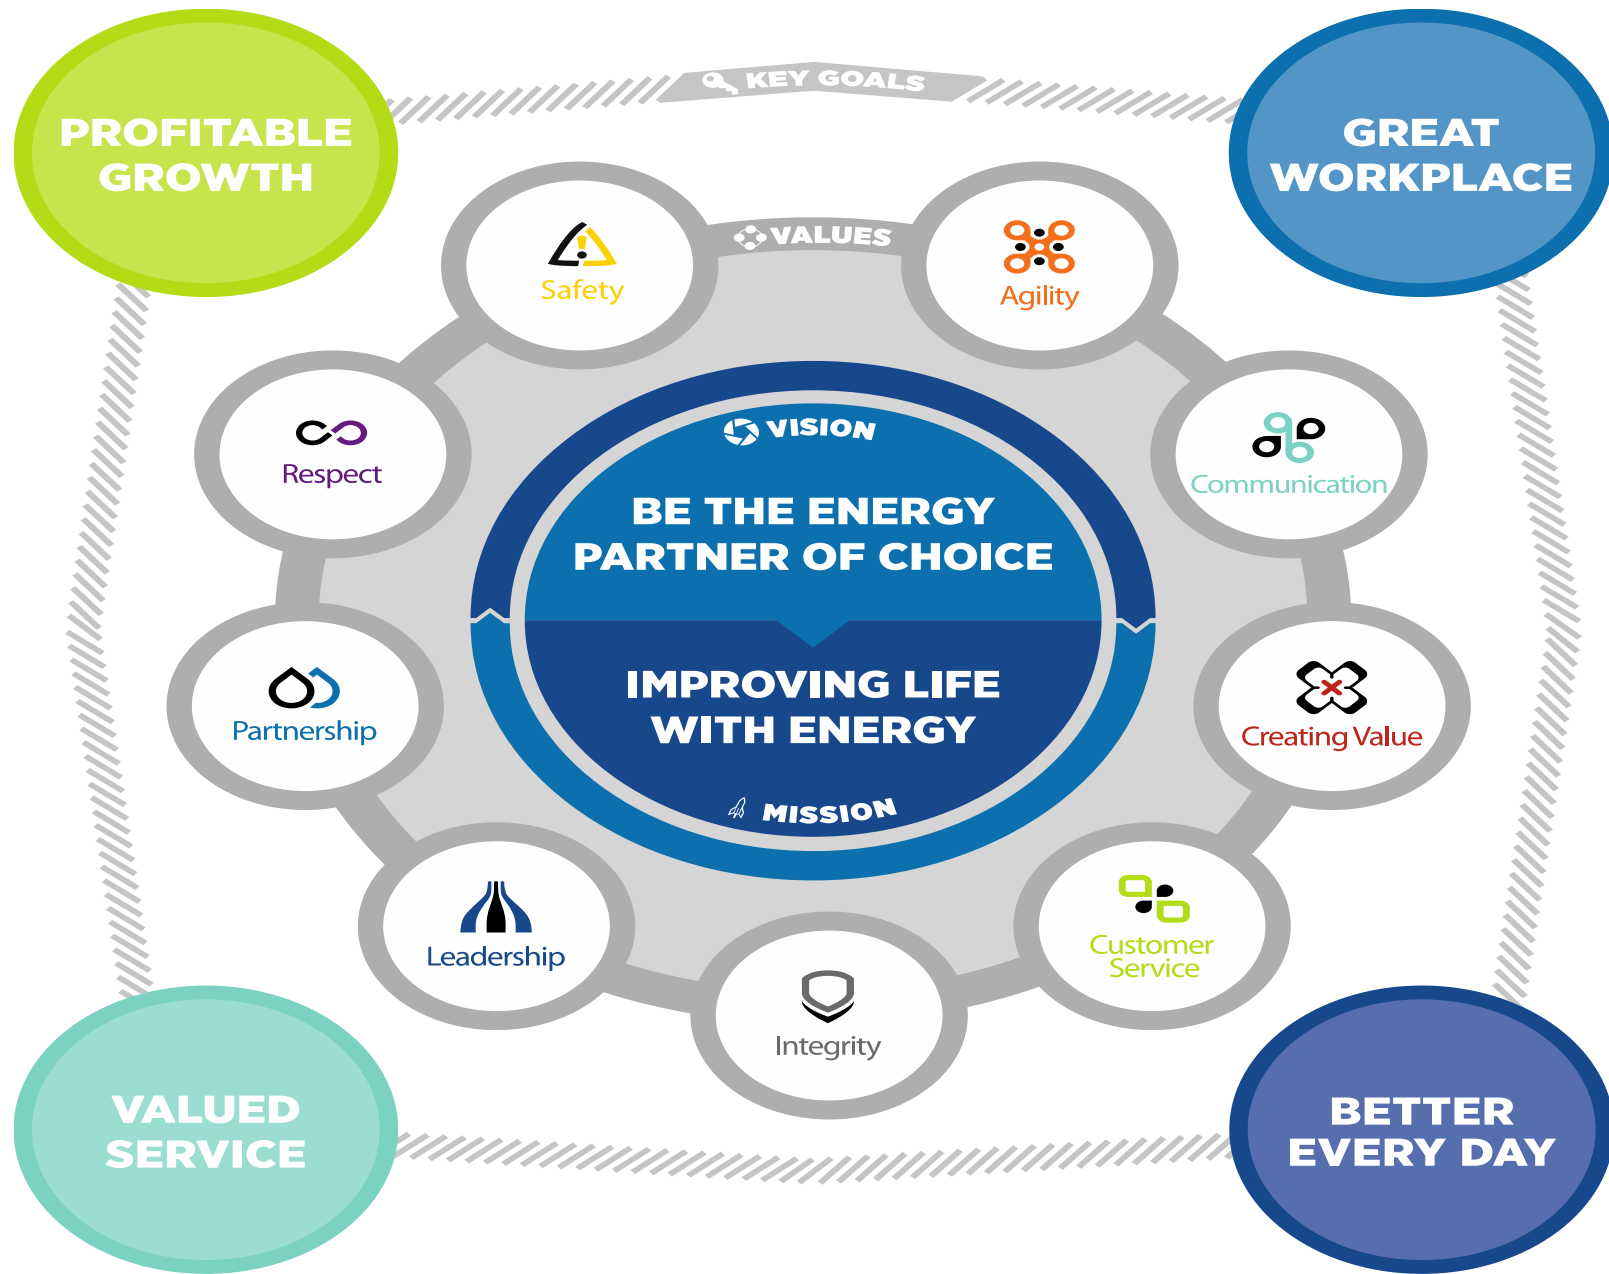 KEY GOALS
PROFITABLE
GROWTH
GREAT
WORKPLACE
VALUES
Safety
Agility
Respect
Communication
VISION
BE THE ENERGY
PARTNER OF CHOICE
IMPROVING LIFE
WITH ENERGY
MISSION
Partnership
Creating Value
Leadership
Customer
Service
Integrity
VALUED
SERVICE
BETTER
EVERY DAY